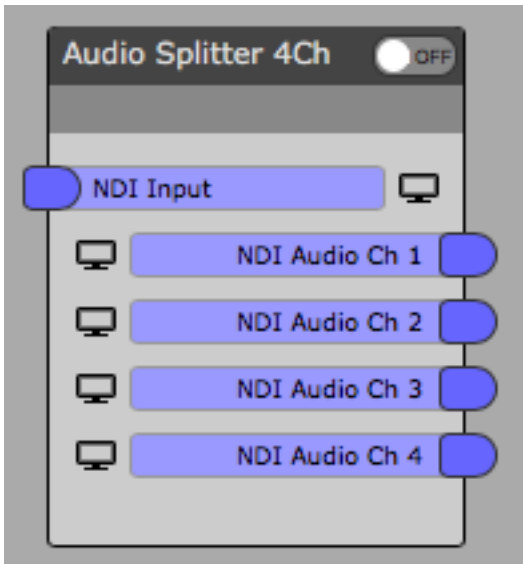 Audio Splitter 4Ch OFF
NDI Input
NDI Audio Ch 1
NDI Audio Ch 2
NDI Audio Ch 3
NDI Audio Ch 4